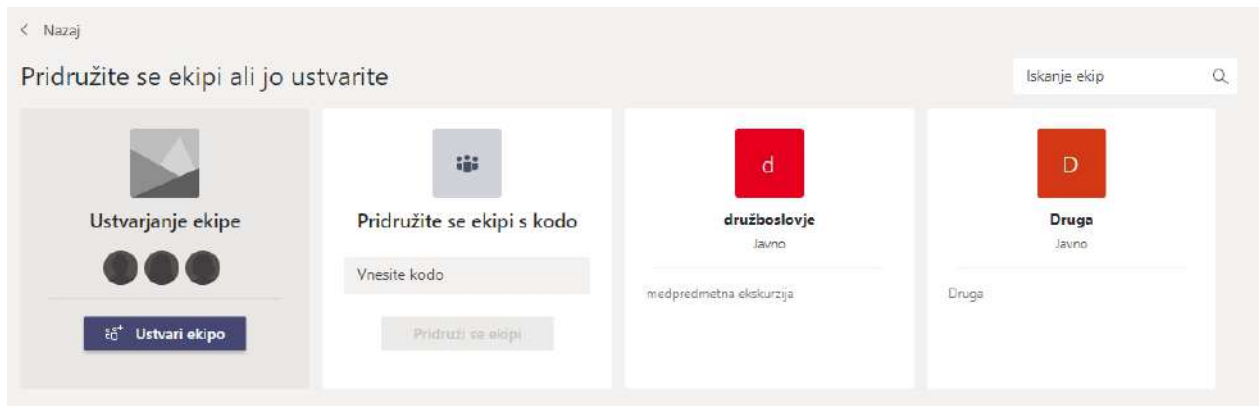 Nazaj
Pridružite se ekipi ali jo ustvarite
Iskanje ekip
Ustvarjanje ekipe
Ustvari ekipo
Pridružite se ekipi s kodo
Vnesite kodo
Pridruži se ekipi
d
družboslovje
Javno
medpredmetna ekskurzija
D
Druga
Javno
Druga